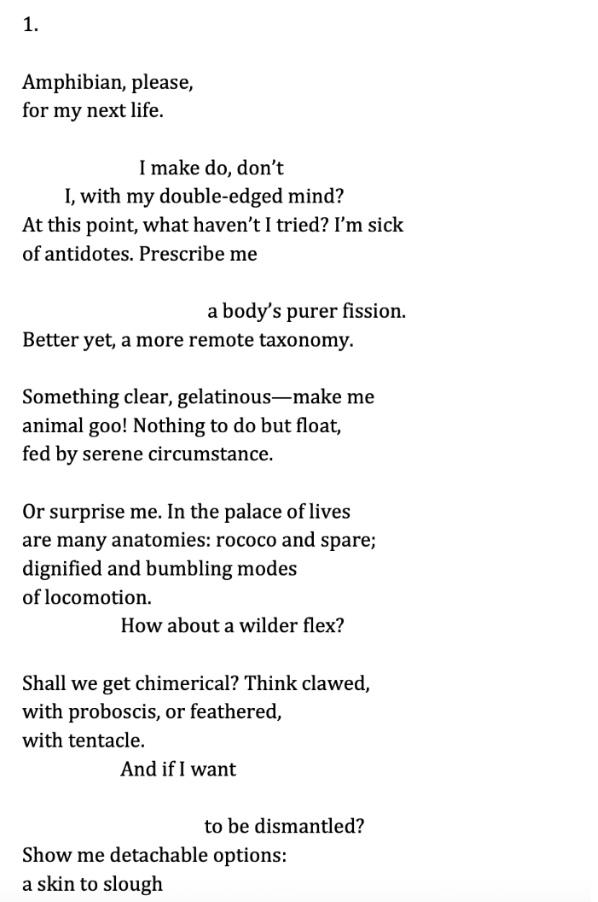 1.
Amphibian, please,
for my next life.
I make do, don’t
I, with my double-edged mind?
At this point, what haven’t I tried? I’m sick
of antidotes. Prescribe me
a body’s purer fission.
Better yet, a more remote taxonomy.
Something clear, gelatinous—make me
animal goo! Nothing to do but float,
fed by serene circumstance.
Or surprise me. In the palace of lives
are many anatomies: rococo and spare;
dignified and bumbling modes
of locomotion.
How about a wilder flex?
Shall we get chimerical? Think clawed,
with proboscis, or feathered,
with tentacle.
And if I want
to be dismantled?
Show me detachable options:
a skin to slough